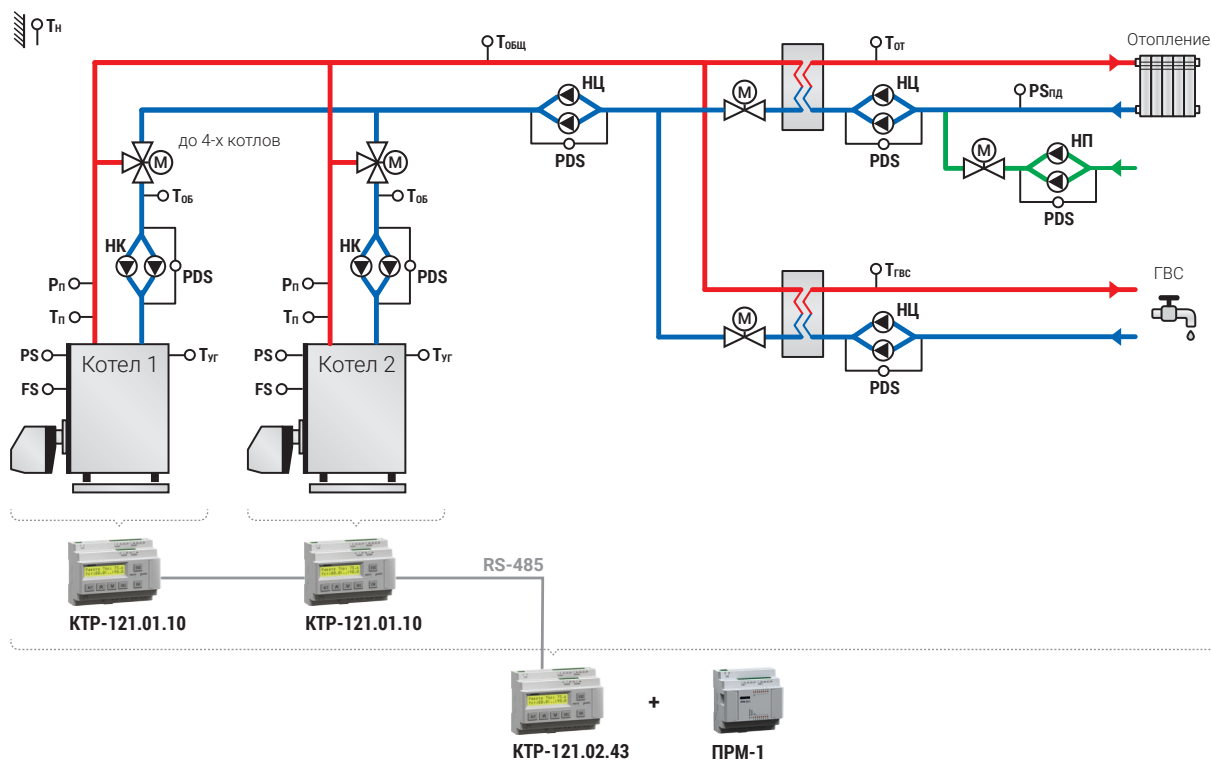 Tн
Tобщ
Tот
Отопление
M
НЦ
M
НЦ
PSпд
до 4-х котлов
M
M
PDS
PDS
M
НП
Tоб
Tоб
PDS
НК
PDS
НК
PDS
Tгвс
ГВС
Pп
Pп
M
НЦ
Tп
Tп
PS
Котел 1
Tуг
PS
Котел 2
Tуг
PDS
FS
FS
RS-485
КТР-121.01.10
КТР-121.01.10
+
КТР-121.02.43
ПРМ-1